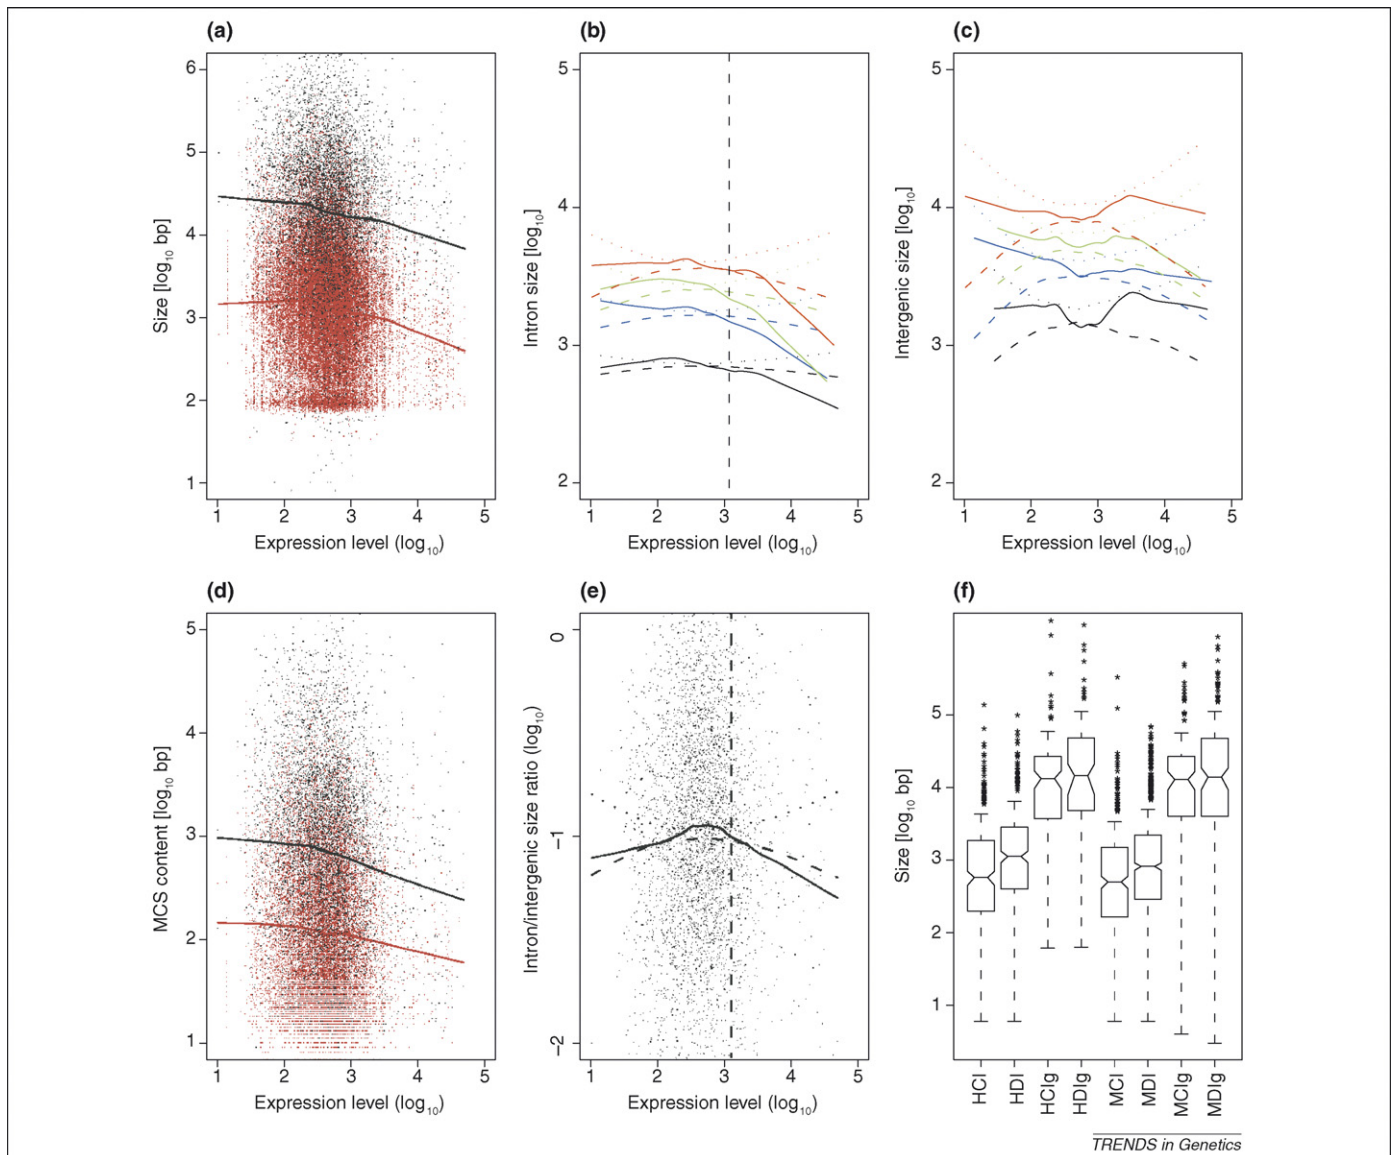 (a)
Size [log10 bp]
6
5
4
3
2
1
1 2 3 4 5
Expression level (log10)
(b)
Intron size [log10]
5
4
3
2
1 2 3 4 5
Expression level (log10)
(c)
Intergenic size [log10]
5
4
3
2
1 2 3 4 5
Expression level (log10)
(d)
MCS content [log10 bp]
5
4
3
2
1
1 2 3 4 5
Expression level (log10)
(e)
Intron/intergenic size ratio (log10)
0
−1
−2
1 2 3 4 5
Expression level (log10)
(f)
Size [log10 bp]
5
4
3
2
1
HCI
HDI
HCIg
HDIg
MCI
MDI
MCIg
MDIg
TRENDS in Genetics